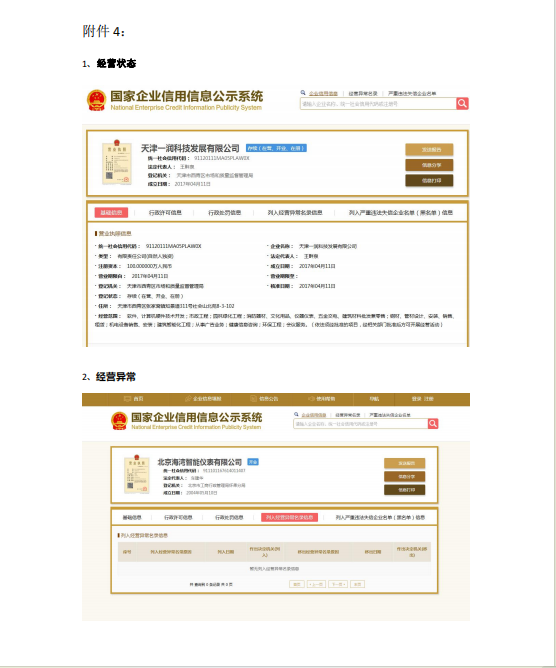 附件 4：
1、经营状态
国家企业信用信息公示系统
National Enterprise Credit Information Publicity System
企业信用信息 | 经营异常名录 | 严重违法失信企业名单
请输入企业名称、统一社会信用代码或注册号
天津一润科技发展有限公司 存续（在营、开业、在册）
统一社会信用代码： 91120111MA05PLAW0X
法定代表人：
登记机关： 天津市西青区市场和质量监督管理局
成立日期： 2017年04月11日
发送报告
信息分享
信息打印
基础信息 | 行政许可信息 | 行政处罚信息 | 列入经营异常名录信息 | 列入严重违法失信企业名单（黑名单）信息
营业执照信息
· 统一社会信用代码： 91120111MA05PLAW0X · 企业名称： 天津一润科技发展有限公司
· 类型： 有限责任公司(自然人独资) · 法定代表人：
· 注册资本： 100.000000万人民币 · 成立日期： 2017年04月11日
· 营业期限自： 2017年04月11日 · 营业期限至：
· 登记机关： 天津市西青区市场和质量监督管理局 · 核准日期： 2017年04月11日
· 登记状态： 存续（在营、开业、在册）
· 住所：
· 经营范围：
2、经营异常
首页 企业信息填报 信息公告 使用帮助 导航 登录 注册
国家企业信用信息公示系统
National Enterprise Credit Information Publicity System
企业信用信息 | 经营异常名录 | 严重违法失信企业名单
请输入企业名称、统一社会信用代码或注册号
北京海湾智能仪表有限公司
统一社会信用代码：
法定代表人：
登记机关：
成立日期：
发送报告
信息分享
信息打印
基础信息 | 行政许可信息 | 行政处罚信息 | 列入经营异常名录信息 | 列入严重违法失信企业名单（黑名单）信息
列入经营异常名录信息
序号 列入经营异常名录原因 列入日期 作出决定机关(列入) 移出经营异常名录原因 移出日期 作出决定机关(移出)
暂无列入经营异常名录信息
共 查询到 0 条记录 共 0 页 首页 上一页 下一页 末页